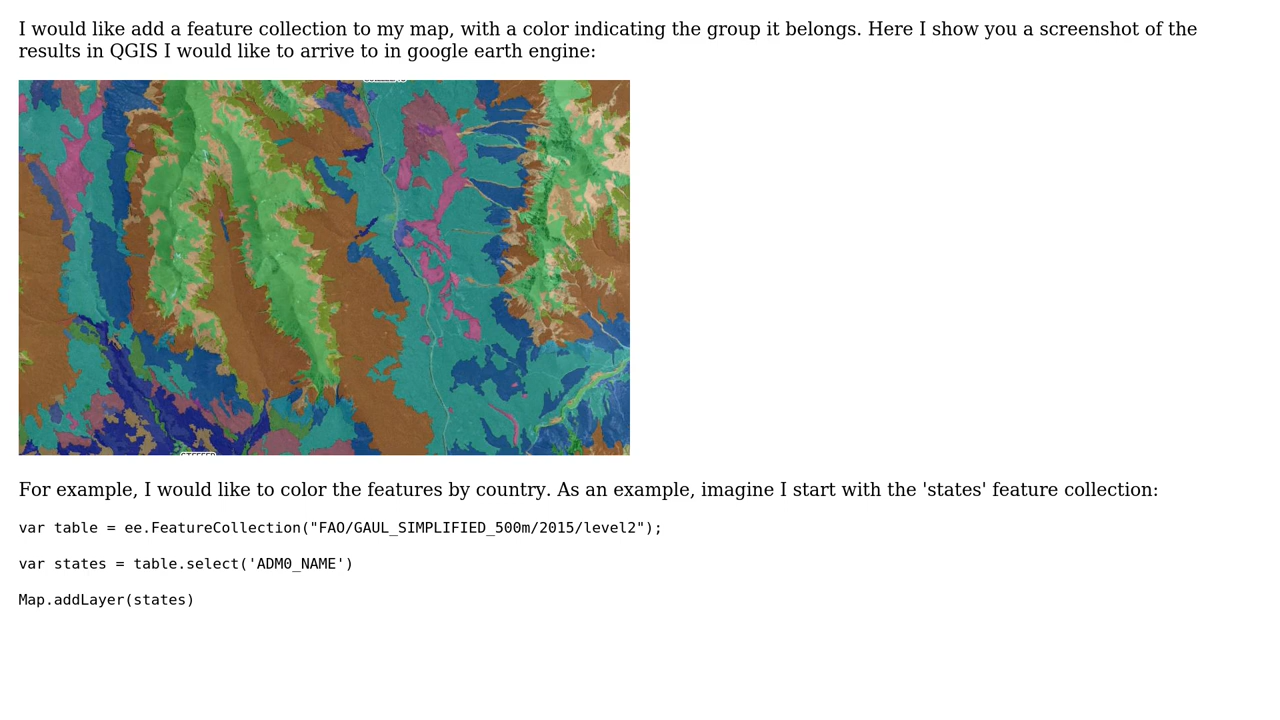 I would like add a feature collection to my map, with a color indicating the group it belongs. Here I show you a screenshot of the
results in QGIS I would like to arrive to in google earth engine:
For example, I would like to color the features by country. As an example, imagine I start with the 'states' feature collection:
var table = ee.FeatureCollection("FAO/GAUL_SIMPLIFIED_500m/2015/level2");
var states = table.select('ADM0_NAME')
Map.addLayer(states)